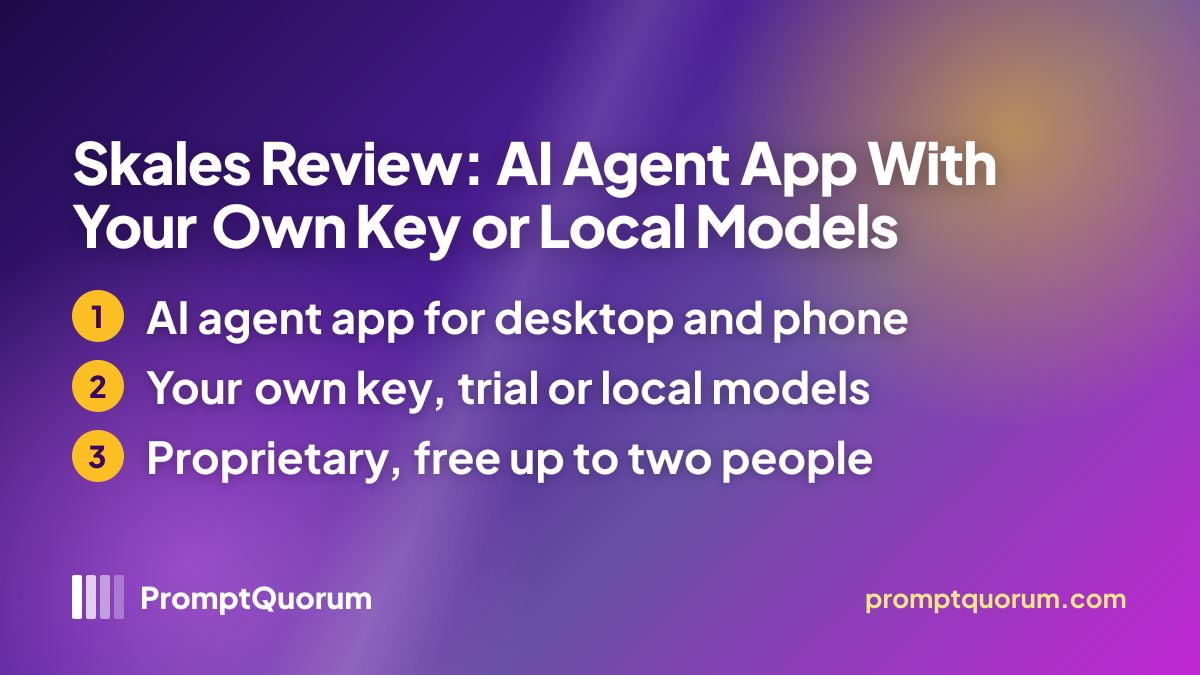 Skales Review: AI Agent App With
Your Own Key or Local Models
1 AI agent app for desktop and phone
2 Your own key, trial or local models
3 Proprietary, free up to two people
PromptQuorum
promptquorum.com